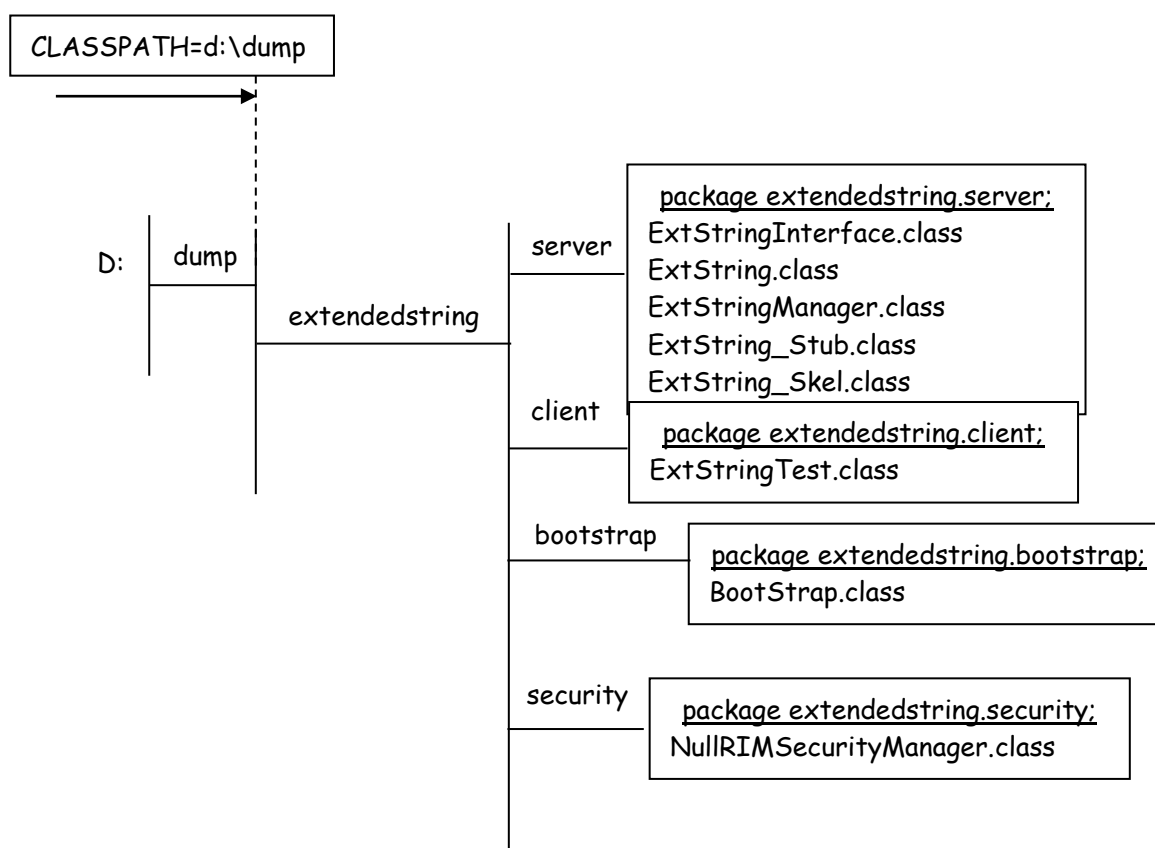 CLASSPATH=d:\dump
D:
dump
extendedstring
server
package extendedstring.server;
ExtStringInterface.class
ExtString.class
ExtStringManager.class
ExtString_Stub.class
ExtString_Skel.class
client
package extendedstring.client;
ExtStringTest.class
bootstrap
package extendedstring.bootstrap;
BootStrap.class
security
package extendedstring.security;
NullRIMSecurityManager.class